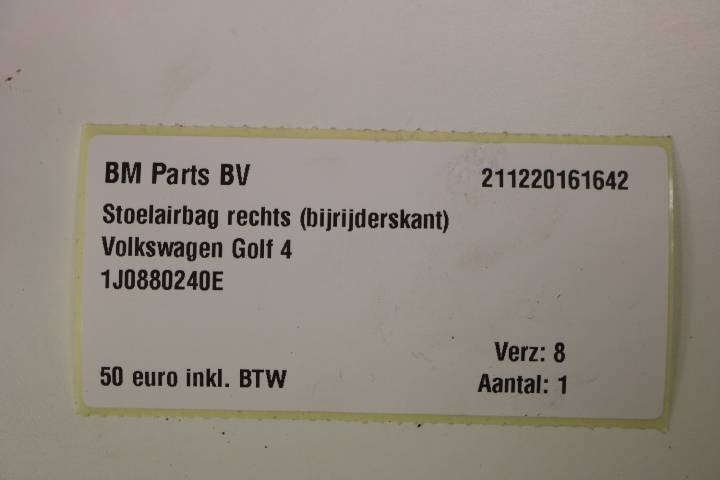 BM Parts BV 211220161642
Stoelairbag rechts (bijrijderskant)
Volkswagen Golf 4
1J0880240E
Verz: 8
50 euro inkl. BTW Aantal: 1